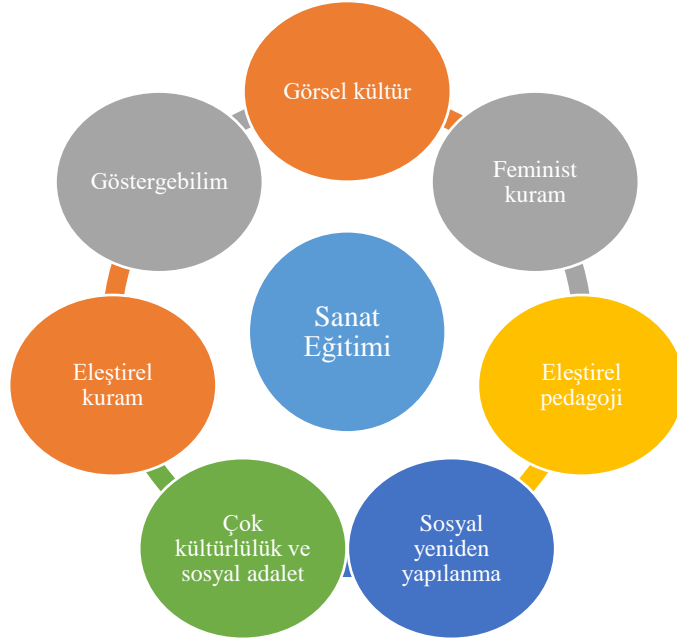 Görsel kültür
Feminist
kuram
Eleştirel
pedagoji
Sosyal
yeniden
yapılanma
Çok
kültürlülük ve
sosyal adalet
Eleştirel
kuram
Göstergebilim
Sanat
Eğitimi